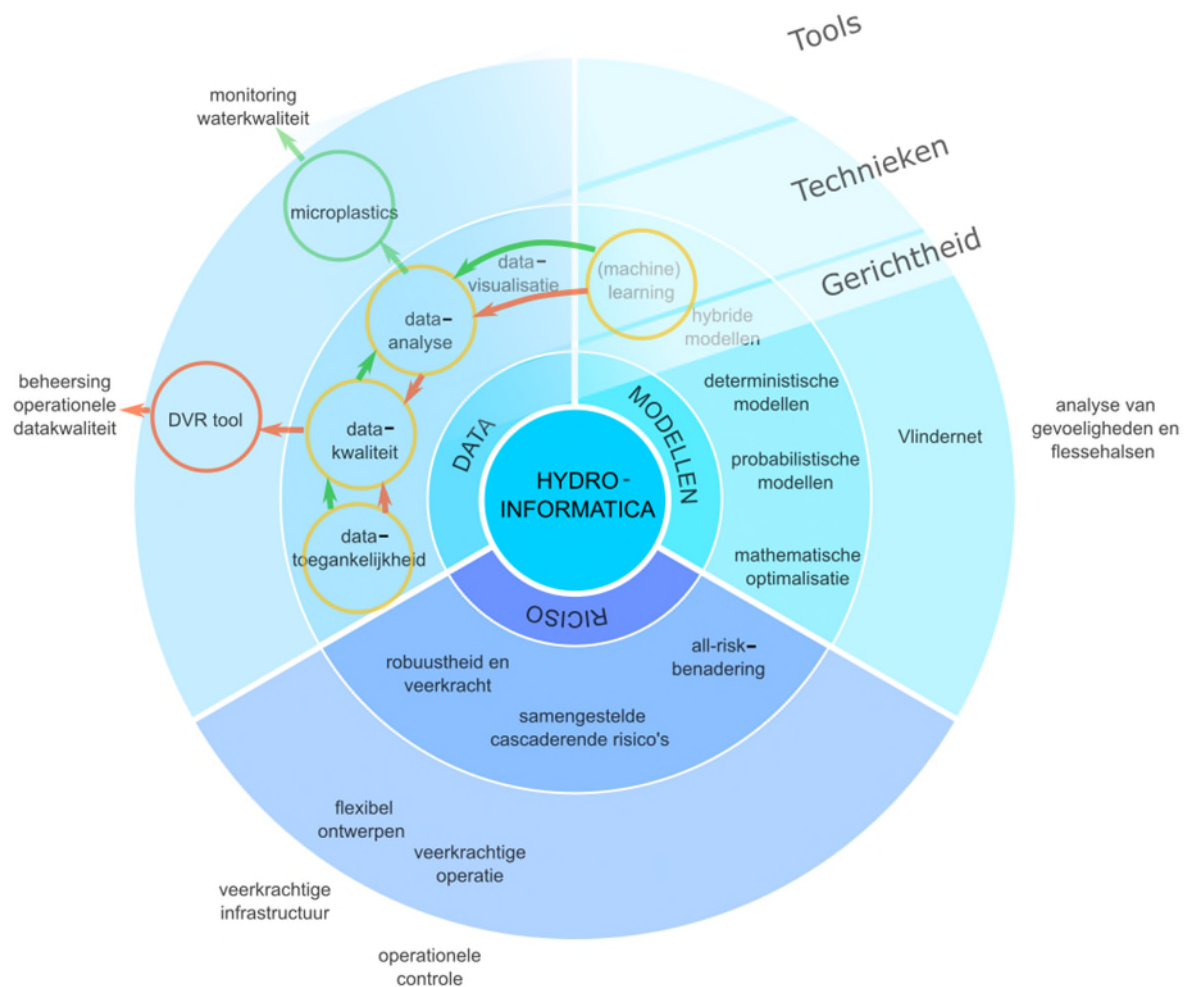 Tools
Technieken
Gerichtheid
monitoring
waterkwaliteit
microplastics
data-
visualisatie
(machine)
learning
hybride
modellen
data-
analyse
beheersing
operationele
datakwaliteit
DVR tool
data-
kwaliteit
data-
toegankelijkheid
DATA
MODELLEN
HYDRO-
INFORMATICA
RICISO
deterministische
modellen
probabilistische
modellen
mathematische
optimalisatie
Vlindernet
analyse van
gevoeligheden en
flessehalsen
robuustheid en
veerkracht
all-risk-
benadering
samengestelde
cascaderende risico's
flexibel
ontwerpen
veerkrachtige
operatie
veerkrachtige
infrastructuur
operationele
controle